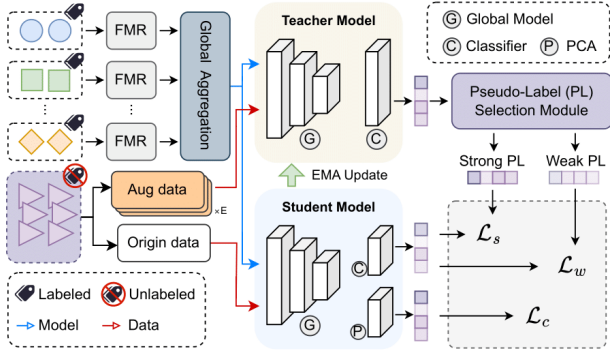 FMR
FMR
FMR
Global Aggregation
Teacher Model
G
C
G Global Model
C Classifier
P PCA
Pseudo-Label (PL)
Selection Module
Strong PL
Weak PL
EMA Update
Aug data
×E
Origin data
Student Model
C
G
P
ℒs
ℒw
ℒc
Labeled
Unlabeled
Model
Data